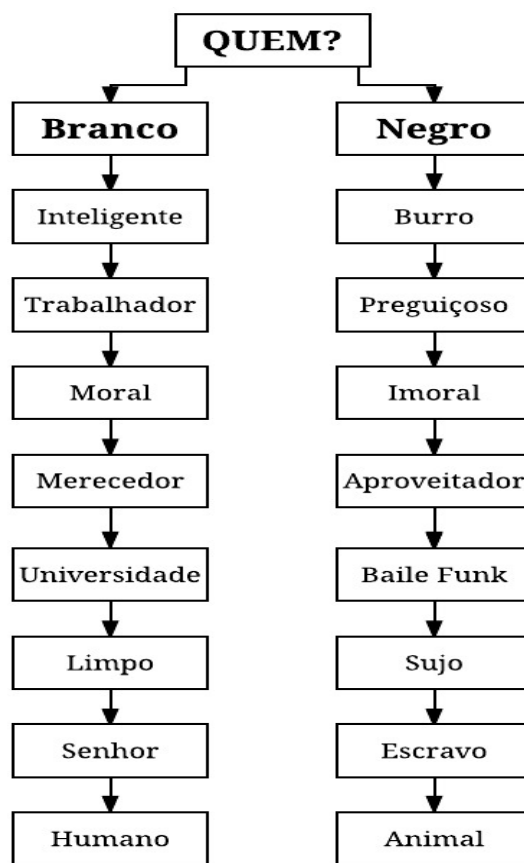 QUEM?
Branco
Negro
Inteligente
Burro
Trabalhador
Preguiçoso
Moral
Imoral
Merecedor
Aproveitador
Universidade
Baile Funk
Limpo
Sujo
Senhor
Escravo
Humano
Animal